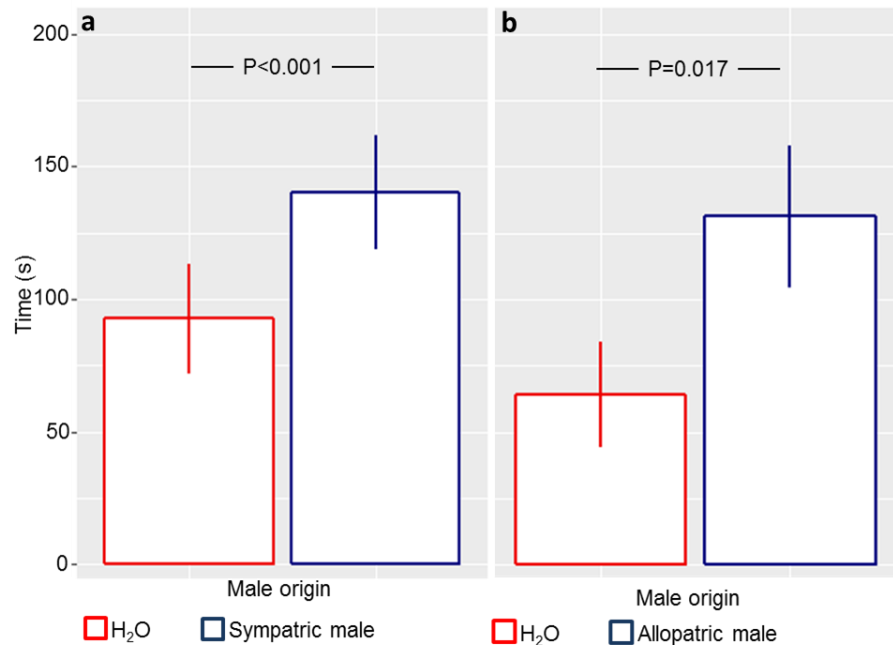 a
b
P<0.001
P=0.017
Time (s)
200
150
100
50
0
Male origin
Male origin
H₂O
Sympatric male
H₂O
Allopatric male